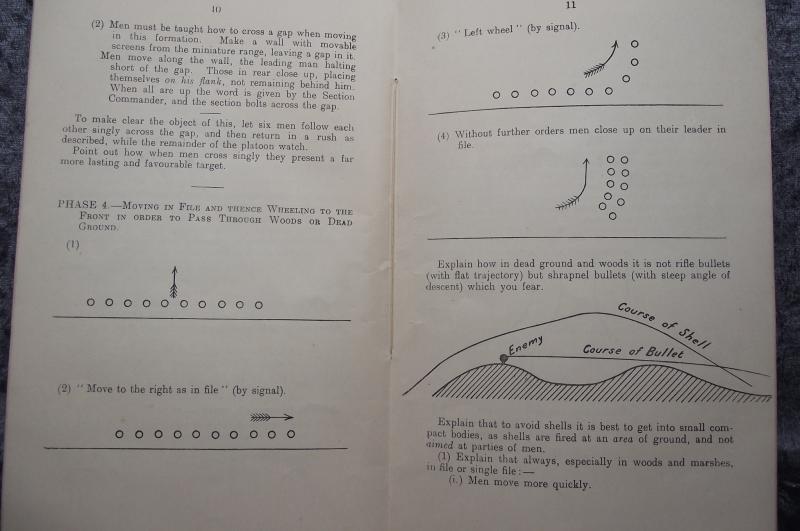 10
(2) Men must be taught how to cross a gap when moving
in this formation. Make a wall with movable
screens from the miniature range, leaving a gap in it.
Men move along the wall, the leading man halting
short of the gap. Those in rear close up, placing
themselves on his flank, not remaining behind him.
When all are up the word is given by the Section
Commander, and the section bolts across the gap.
To make clear the object of this, let six men follow each
other singly across the gap, and then return in a rush as
described, while the remainder of the platoon watch.
Point out how when men cross singly they present a far
more lasting and favourable target.
PHASE 4.—MOVING IN FILE AND THENCE WHEELING TO THE
FRONT IN ORDER TO PASS THROUGH WOODS OR DEAD
GROUND.
(1)
(2) "Move to the right as in file" (by signal).
11
(3) "Left wheel" (by signal).
(4) Without further orders men close up on their leader in
file.
Explain how in dead ground and woods it is not rifle bullets
(with flat trajectory) but shrapnel bullets (with steep angle of
descent) which you fear.
Course of Shell
Enemy
Course of Bullet
Explain that to avoid shells it is best to get into small com-
pact bodies, as shells are fired at an area of ground, and not
aimed at parties of men.
(1) Explain that always, especially in woods and marshes,
in file or single file :—
(i.) Men move more quickly.